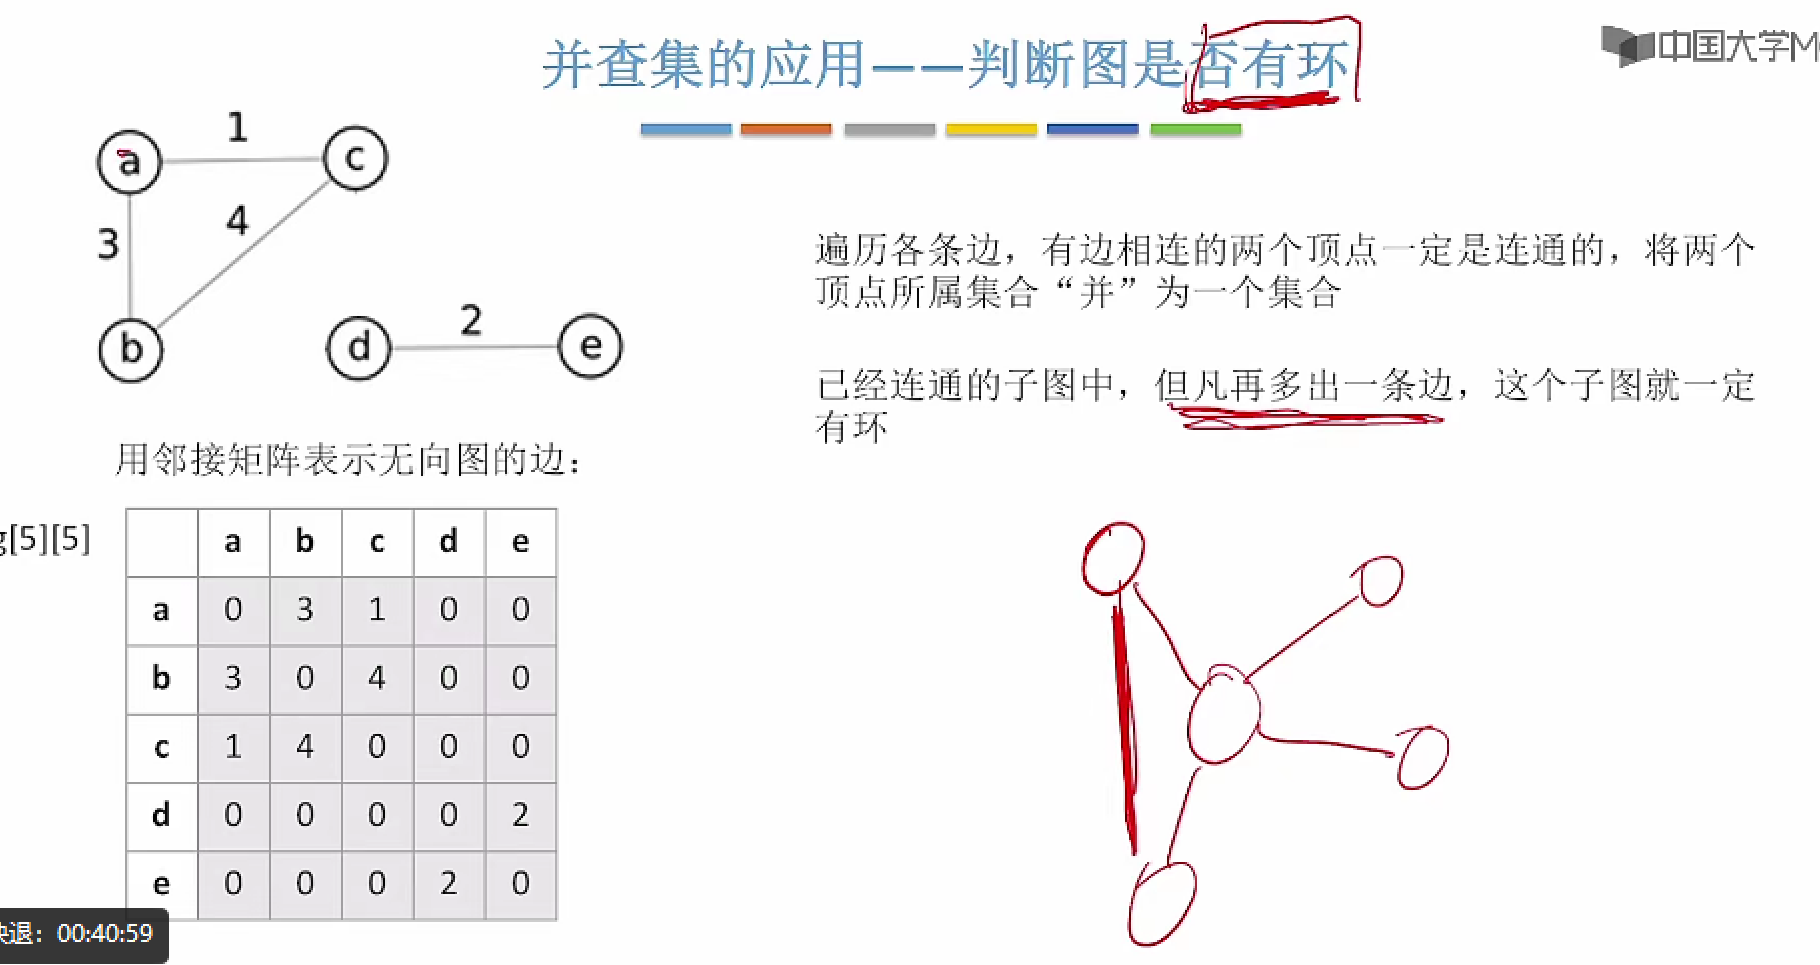 并查集的应用——判断图是否有环
中国大学M
a
1
c
3
4
b
d
2
e
遍历各条边，有边相连的两个顶点一定是连通的，将两个
顶点所属集合“并”为一个集合
已经连通的子图中，但凡再多出一条边，这个子图就一定
有环
用邻接矩阵表示无向图的边：
g[5][5]
a b c d e
a 0 3 1 0 0
b 3 0 4 0 0
c 1 4 0 0 0
d 0 0 0 0 2
e 0 0 0 2 0
快退：00:40:59